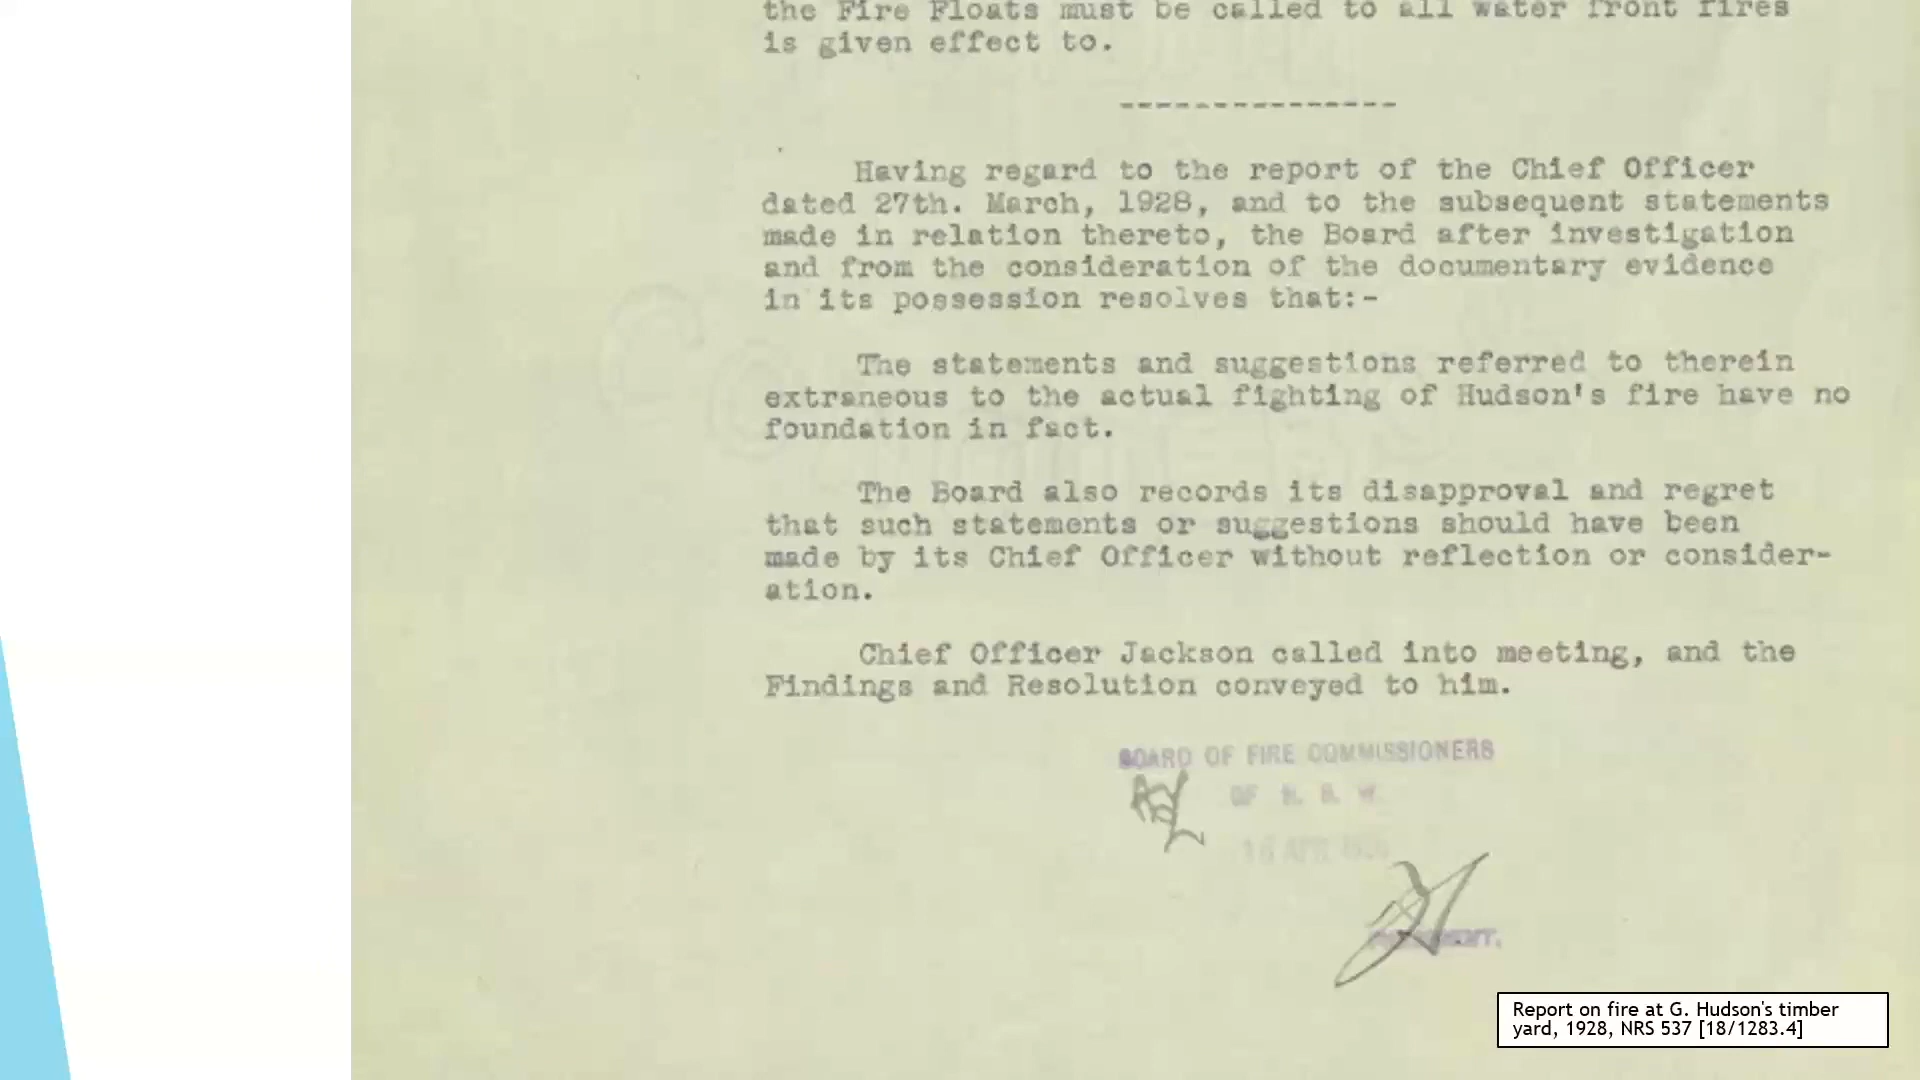 the Fire Floats must be called to all water front fires
is given effect to.
---------------
Having regard to the report of the Chief Officer
dated 27th. March, 1928, and to the subsequent statements
made in relation thereto, the Board after investigation
and from the consideration of the documentary evidence
in its possession resolves that:-
The statements and suggestions referred to therein
extraneous to the actual fighting of Hudson's fire have no
foundation in fact.
The Board also records its disapproval and regret
that such statements or suggestions should have been
made by its Chief Officer without reflection or consider-
ation.
Chief Officer Jackson called into meeting, and the
Findings and Resolution conveyed to him.
BOARD OF FIRE COMMISSIONERS
OF N. S. W.
Report on fire at G. Hudson's timber
yard, 1928, NRS 537 [18/1283.4]